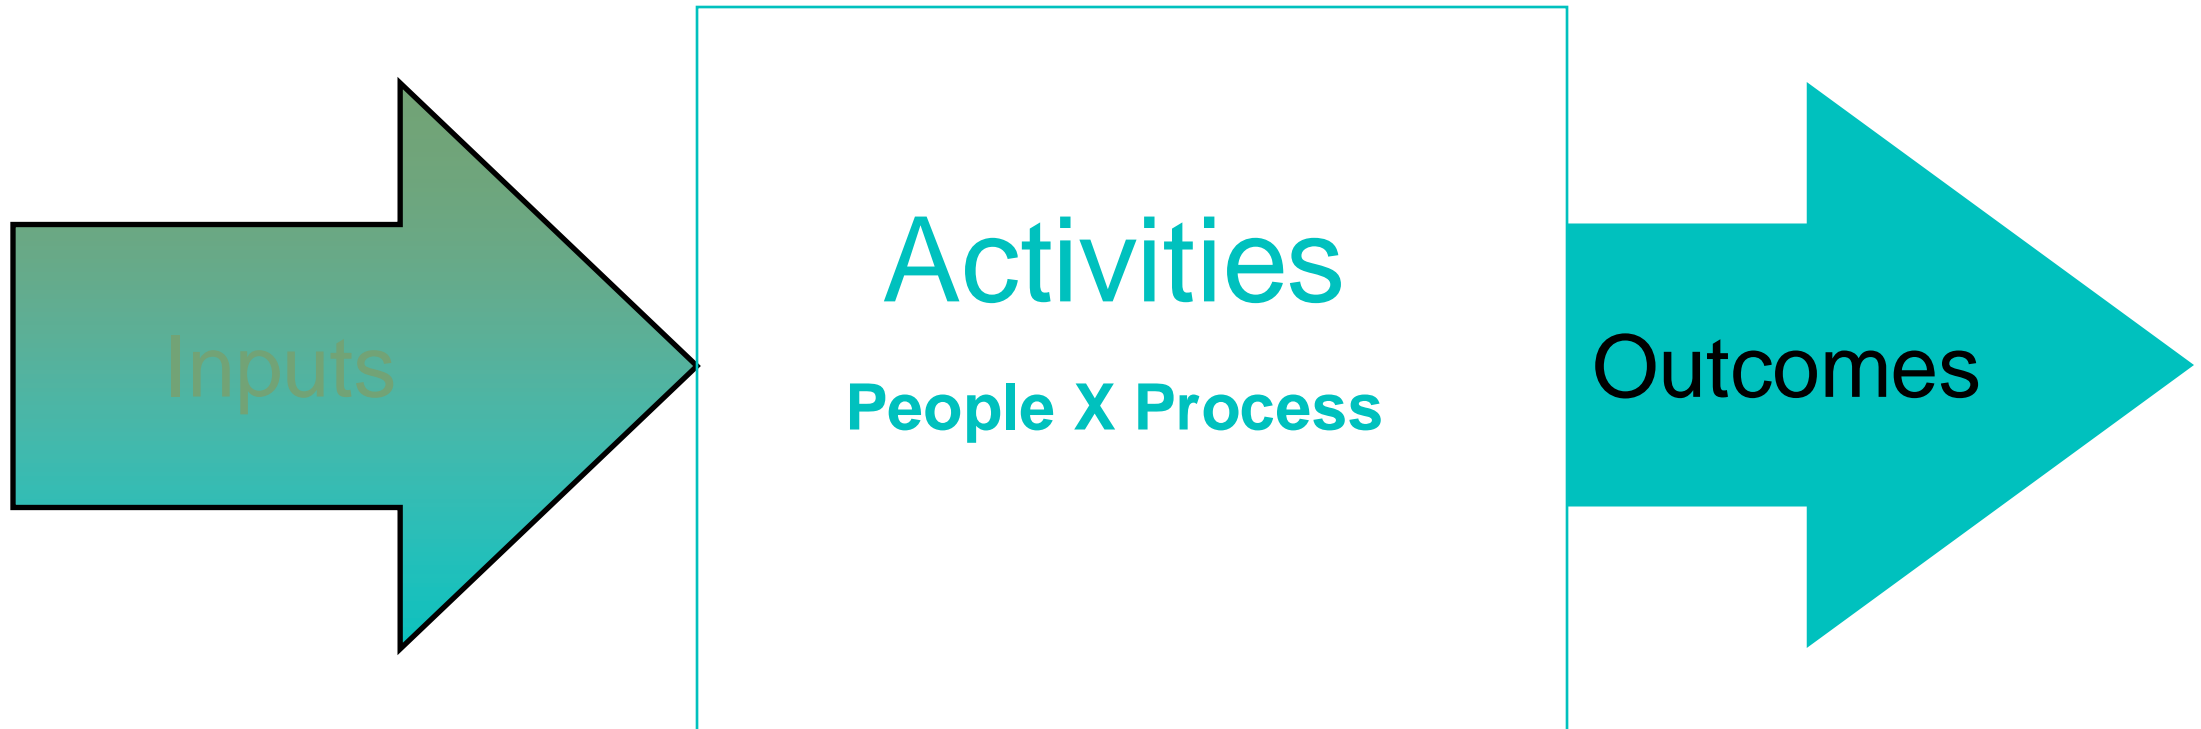 Inputs
Activities
People X Process
Outcomes